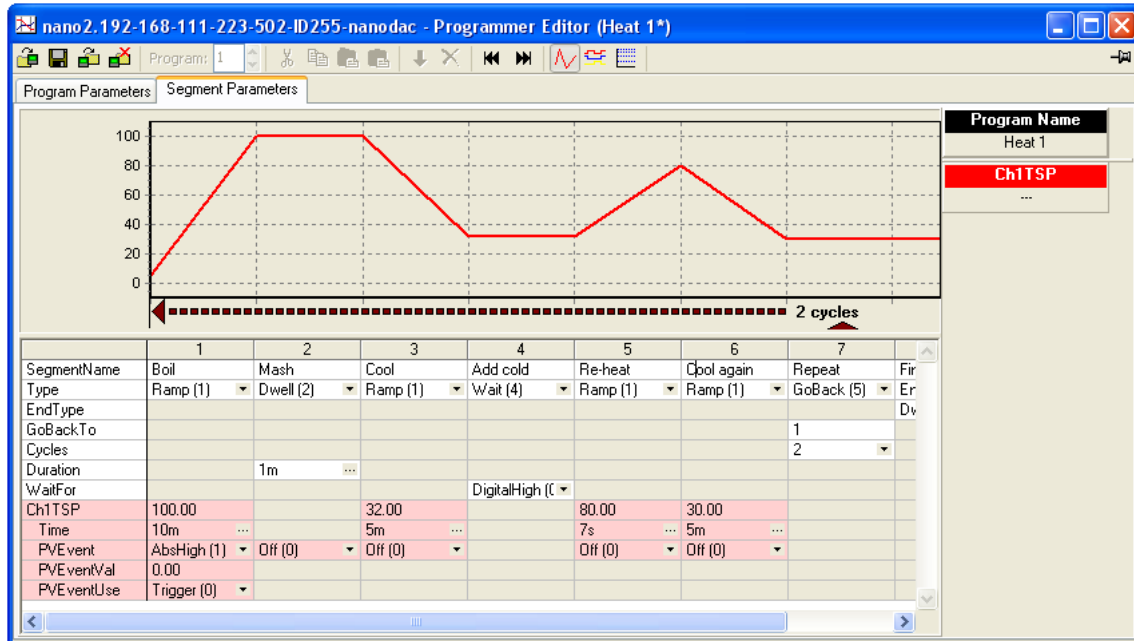 nano2.192-168-111-223-502-ID255-nanodac - Programmer Editor (Heat 1*)
Program: 1
Program Parameters Segment Parameters
Program Name
Heat 1
Ch1TSP
---
100
80
60
40
20
0
2 cycles
1 2 3 4 5 6 7
SegmentName Boil Mash Cool Add cold Re-heat Cool again Repeat Fir
Type Ramp (1) Dwell (2) Ramp (1) Wait (4) Ramp (1) Ramp (1) GoBack (5) Er
EndType Dw
GoBackTo 1
Cycles 2
Duration 1m ...
WaitFor DigitalHigh ((
Ch1TSP 100.00 32.00 80.00 30.00
Time 10m ... 5m ... 7s ... 5m ...
PVEvent AbsHigh (1) Off (0) Off (0) Off (0) Off (0)
PVEventVal 0.00
PVEventUse Trigger (0)